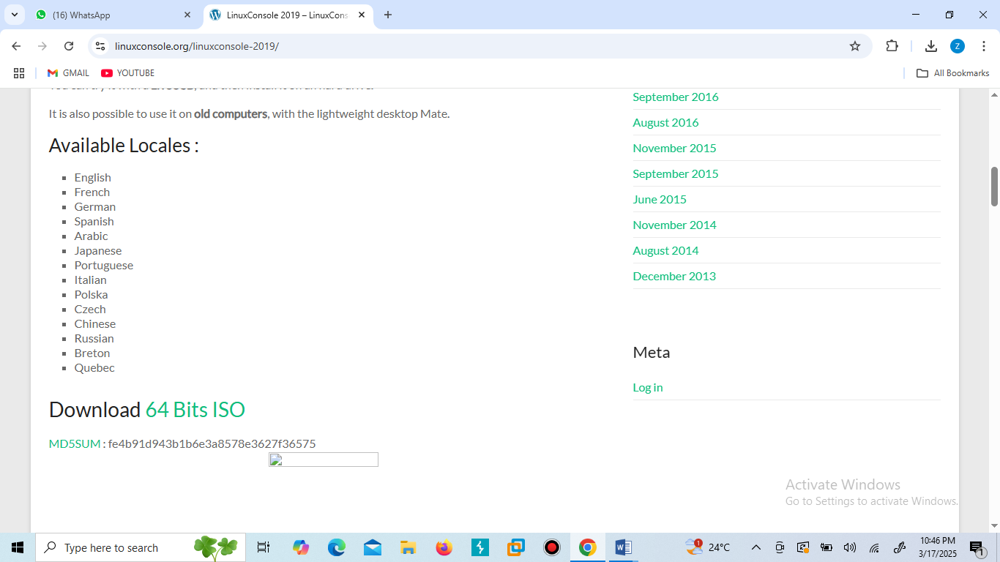 (16) WhatsApp
LinuxConsole 2019 – LinuxCons
linuxconsole.org/linuxconsole-2019/
Z
GMAIL
YOUTUBE
All Bookmarks
It is also possible to use it on old computers, with the lightweight desktop Mate.
Available Locales :
English
French
German
Spanish
Arabic
Japanese
Portuguese
Italian
Polska
Czech
Chinese
Russian
Breton
Quebec
Download 64 Bits ISO
MD5SUM : fe4b91d943b1b6e3a8578e3627f36575
September 2016
August 2016
November 2015
September 2015
June 2015
November 2014
August 2014
December 2013
Meta
Log in
Activate Windows
Go to Settings to activate Windows.
Type here to search
1
24°C
10:46 PM
3/17/2025
1